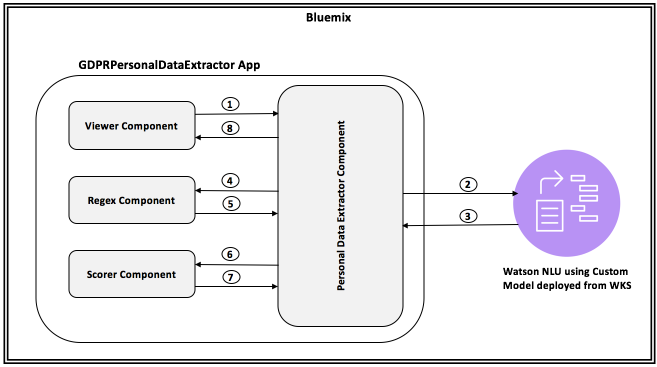 Bluemix
GDPRPersonalDataExtractor App
Viewer Component
1
8
Regex Component
4
5
Scorer Component
6
7
Personal Data Extractor Component
2
3
Watson NLU using Custom
Model deployed from WKS